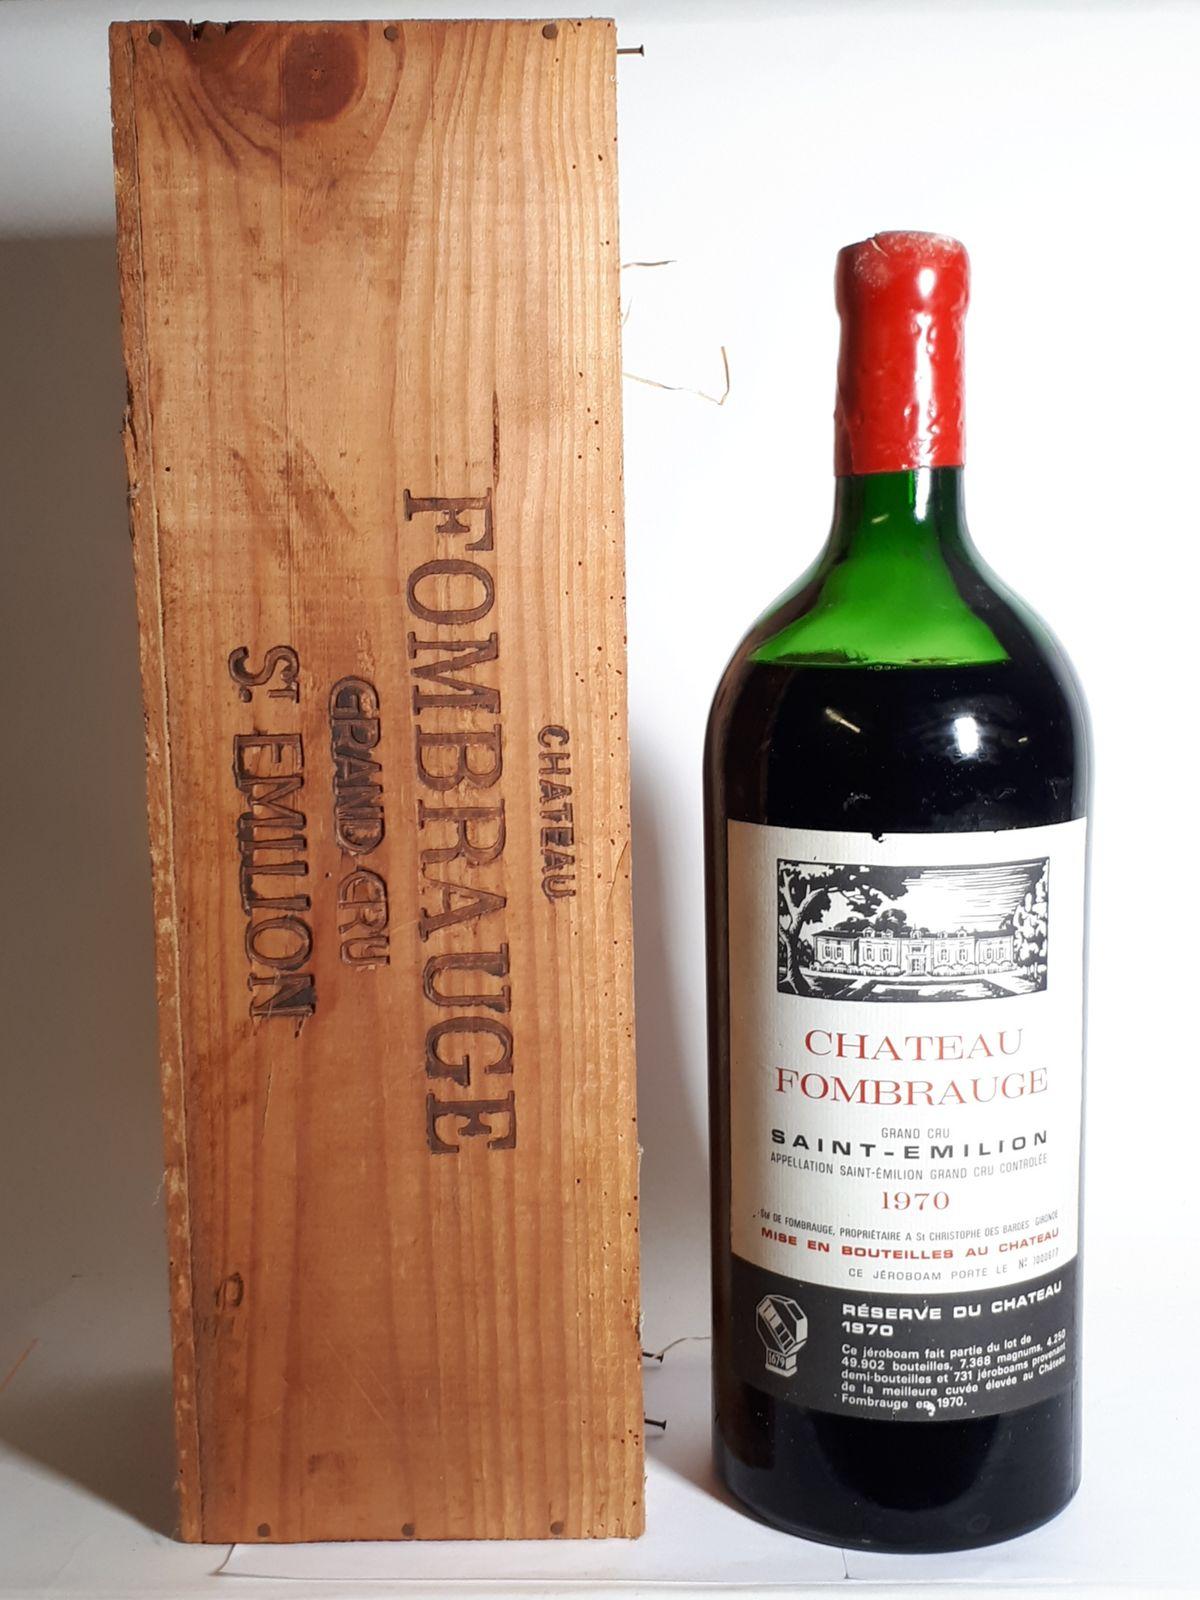 CHATEAU
FOMBRAUGE
GRAND CRU
ST. EMILION
CHATEAU
FOMBRAUGE
GRAND CRU
SAINT-EMILION
APPELLATION SAINT-ÉMILION GRAND CRU CONTROLÉE
1970
Sté DE FOMBRAUGE, PROPRIÉTAIRE A St CHRISTOPHE DES BARDES GIRONDE
MISE EN BOUTEILLES AU CHATEAU
CE JÉROBOAM PORTE LE No 1000617
RÉSERVE DU CHATEAU
1970
Ce jéroboam fait partie du lot de
49.902 bouteilles, 7.368 magnums, 4.250
demi-bouteilles et 731 jéroboams provenant
de la meilleure cuvée élevée au Château
Fombrauge en 1970.
1679